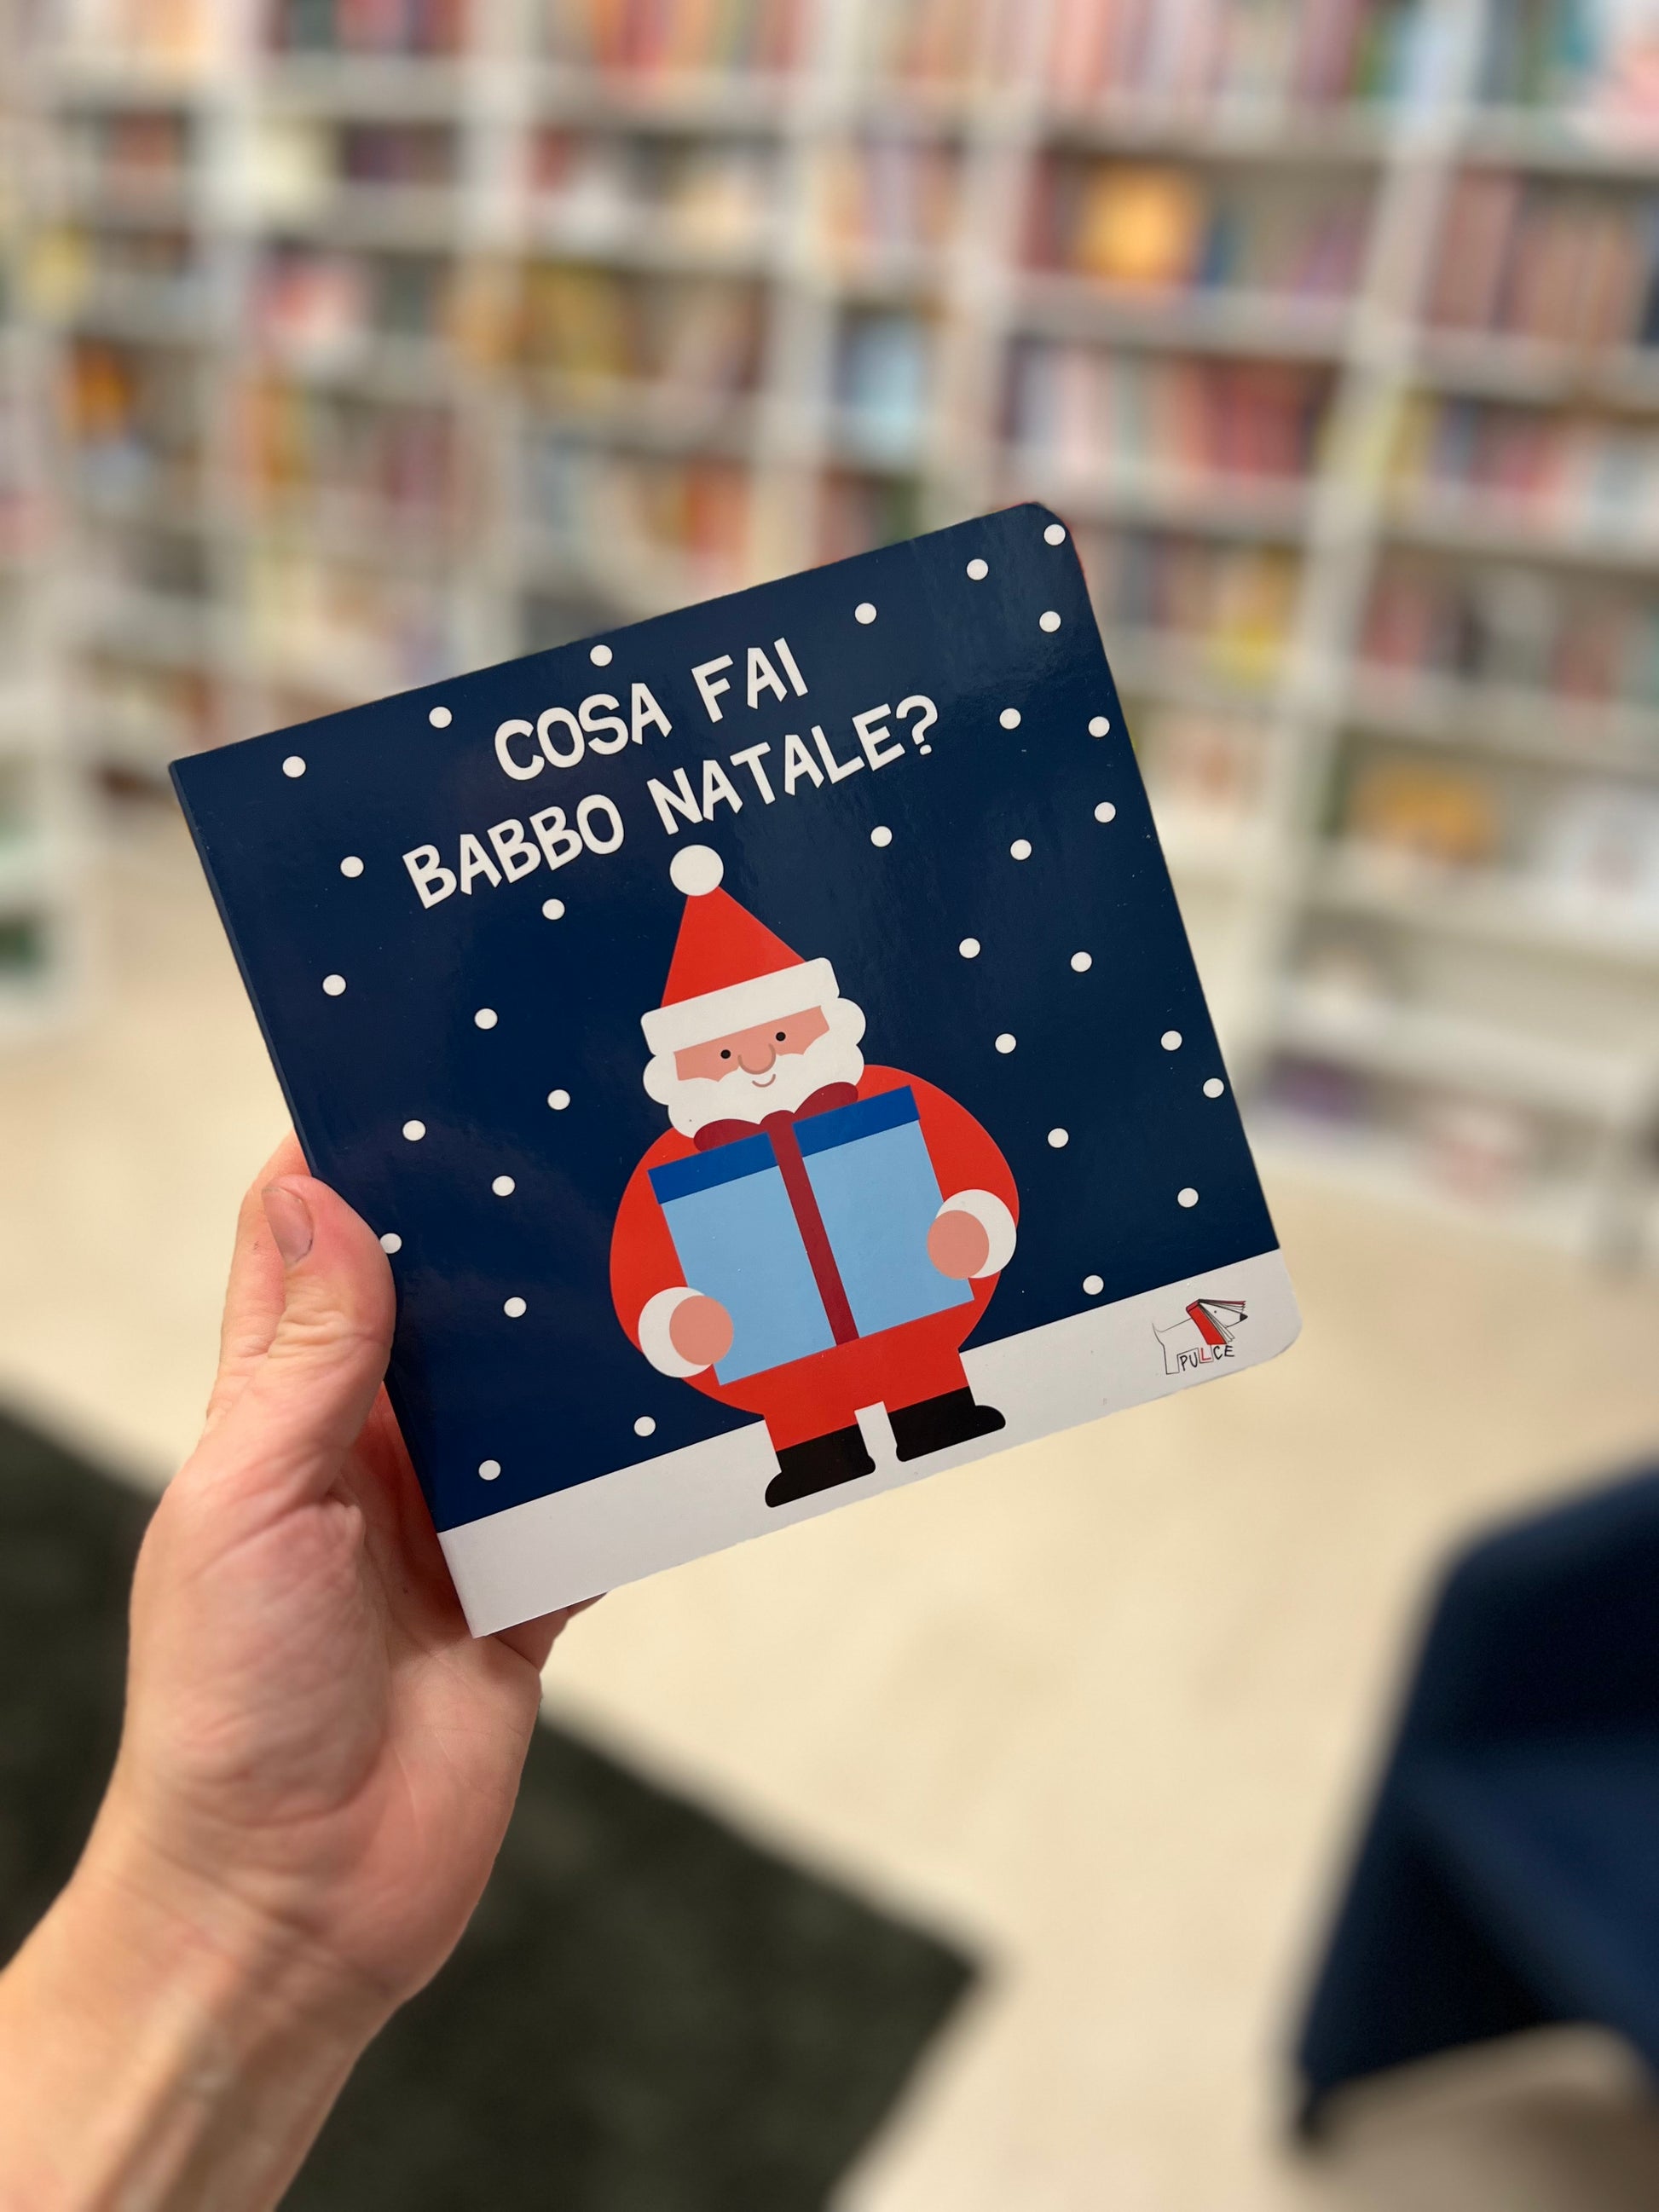 COSA FAI
BABBO NATALE?
PULCE